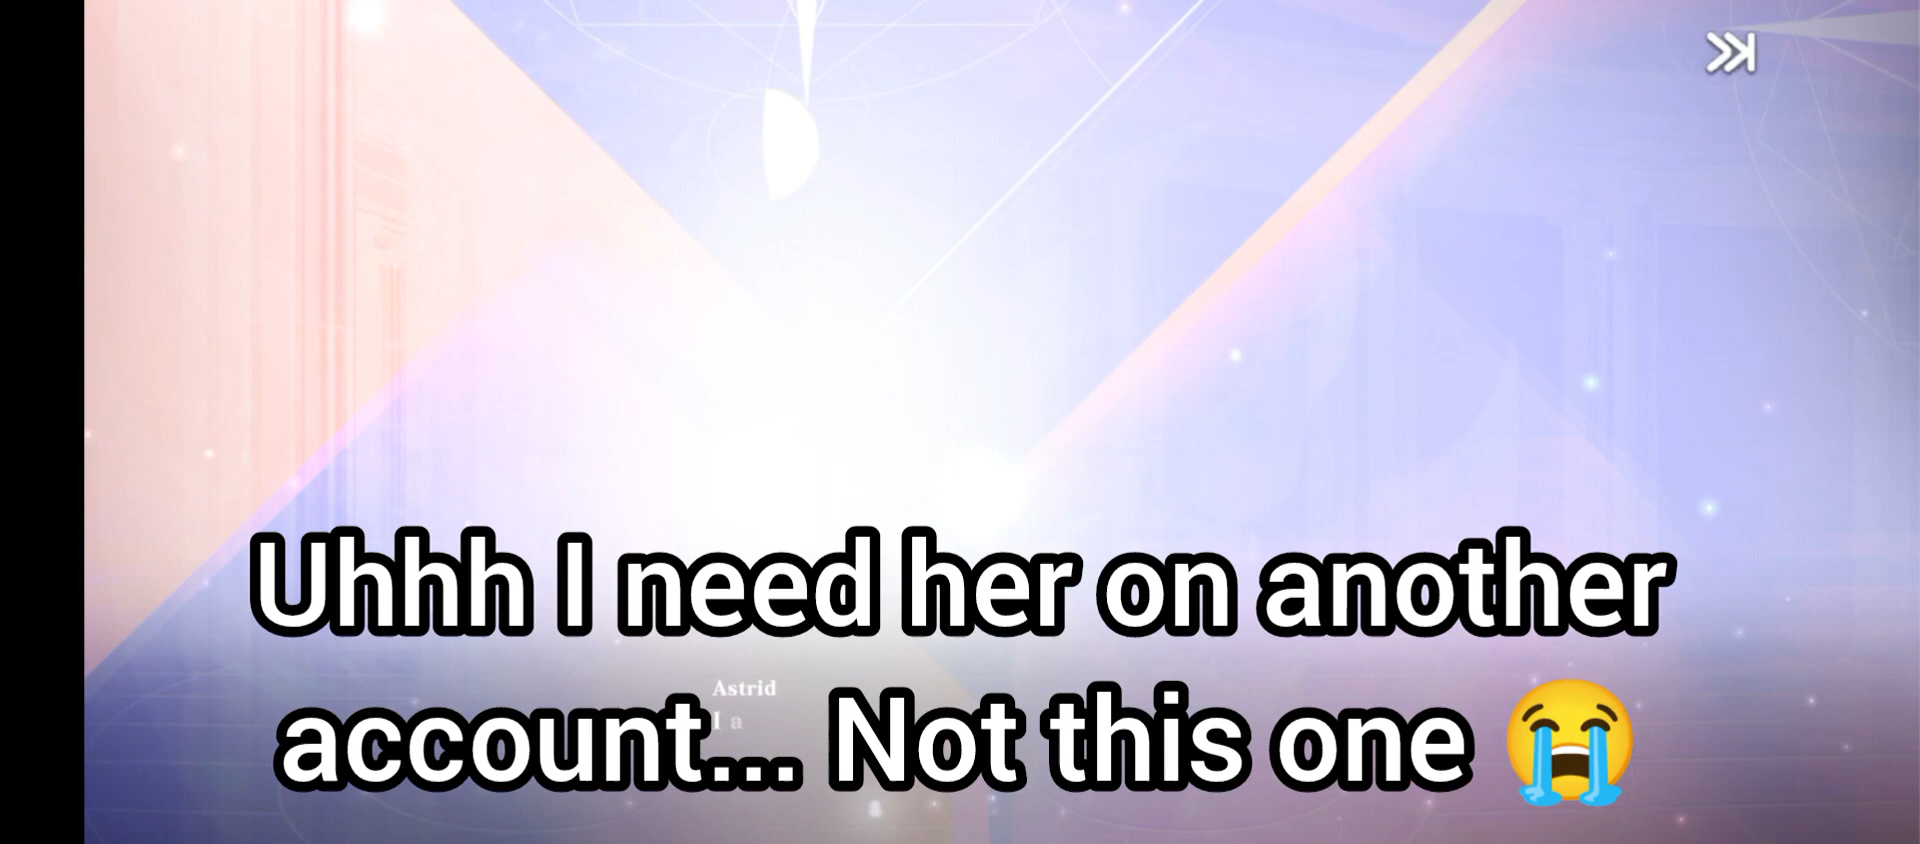 Uhhh I need her on another
Astrid
I a
account... Not this one 😭